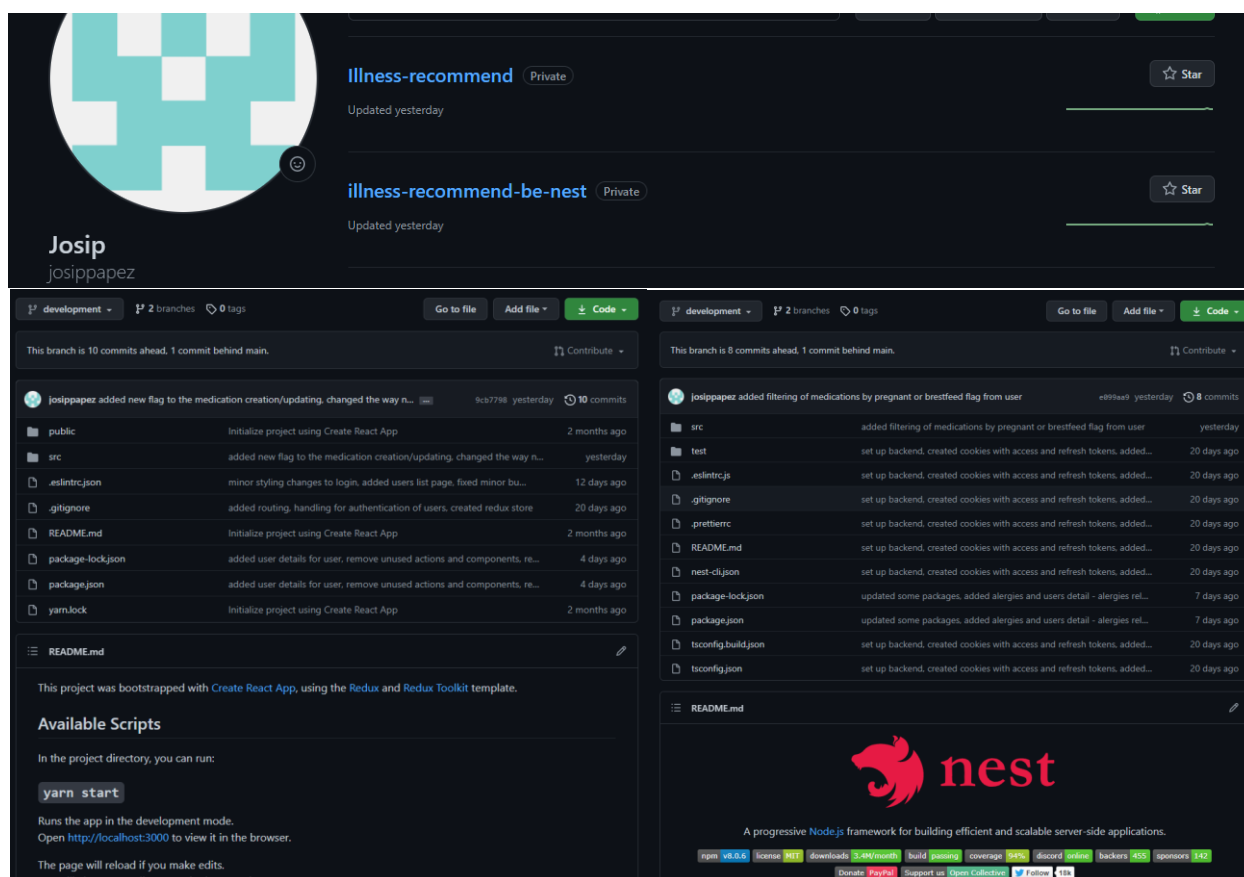 Illness-recommend Private
Star
Updated yesterday
illness-recommend-be-nest Private
Star
Updated yesterday
Josip
josippapez
development 2 branches 0 tags Go to file Add file Code
This branch is 10 commits ahead, 1 commit behind main. Contribute
josippapez added new flag to the medication creation/updating, changed the way n... 9cb7798 yesterday 10 commits
public Initialize project using Create React App 2 months ago
src added new flag to the medication creation/updating, changed the way n... yesterday
.eslintrc.json minor styling changes to login, added users list page, fixed minor bu... 12 days ago
.gitignore added routing, handling for authentication of users, created redux store 20 days ago
README.md Initialize project using Create React App 2 months ago
package-lock.json added user details for user, remove unused actions and components, re... 4 days ago
package.json added user details for user, remove unused actions and components, re... 4 days ago
yarn.lock Initialize project using Create React App 2 months ago
README.md
This project was bootstrapped with Create React App, using the Redux and Redux Toolkit template.
Available Scripts
In the project directory, you can run:
yarn start
Runs the app in the development mode.
Open http://localhost:3000 to view it in the browser.
The page will reload if you make edits.
development 2 branches 0 tags Go to file Add file Code
This branch is 8 commits ahead, 1 commit behind main. Contribute
josippapez added filtering of medications by pregnant or brestfeed flag from user e099aa9 yesterday 8 commits
src added filtering of medications by pregnant or brestfeed flag from user yesterday
test set up backend, created cookies with access and refresh tokens, added... 20 days ago
.eslintrc.js set up backend, created cookies with access and refresh tokens, added... 20 days ago
.gitignore set up backend, created cookies with access and refresh tokens, added... 20 days ago
.prettierrc set up backend, created cookies with access and refresh tokens, added... 20 days ago
README.md set up backend, created cookies with access and refresh tokens, added... 20 days ago
nest-cli.json set up backend, created cookies with access and refresh tokens, added... 20 days ago
package-lock.json updated some packages, added alergies and users detail - alergies rel... 7 days ago
package.json updated some packages, added alergies and users detail - alergies rel... 7 days ago
tsconfig.build.json set up backend, created cookies with access and refresh tokens, added... 20 days ago
tsconfig.json set up backend, created cookies with access and refresh tokens, added... 20 days ago
README.md
nest
A progressive Node.js framework for building efficient and scalable server-side applications.
npm v8.0.6 license MIT downloads 3.4M/month build passing coverage 94% discord online backers 455 sponsors 142
Donate PayPal Support us Open Collective Follow 18k